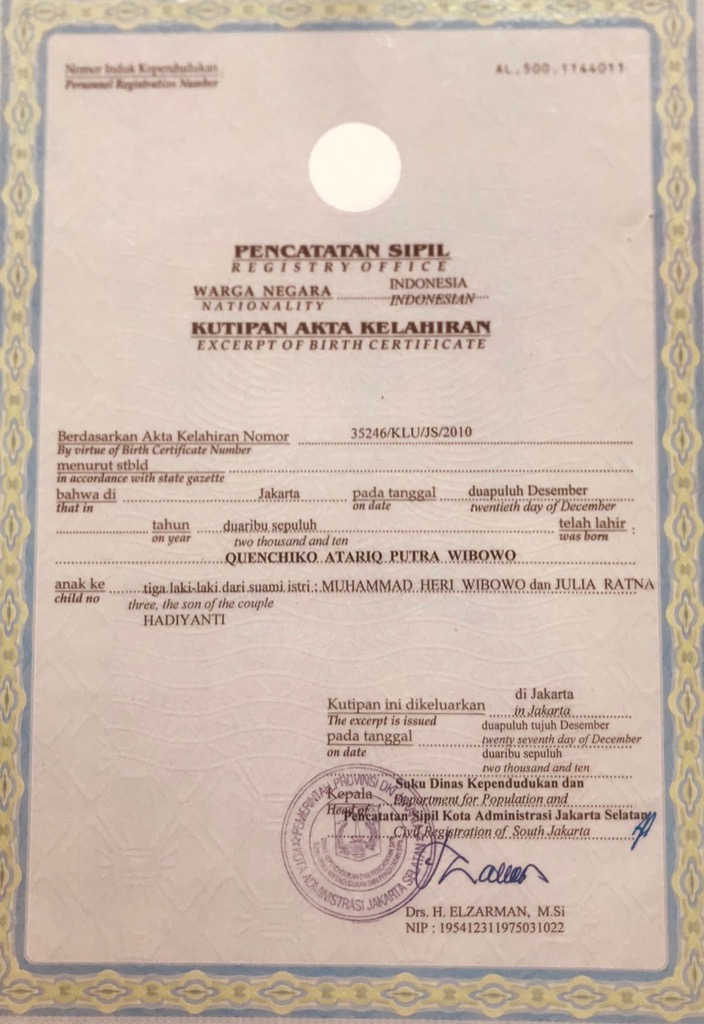 Nomor Induk Kependudukan
Personnel Registration Number
AL.500.1144011
PENCATATAN SIPIL
REGISTRY OFFICE
WARGA NEGARA INDONESIA
NATIONALITY INDONESIAN
KUTIPAN AKTA KELAHIRAN
EXCERPT OF BIRTH CERTIFICATE
Berdasarkan Akta Kelahiran Nomor 35246/KLU/JS/2010
By virtue of Birth Certificate Number
menurut stbld
in accordance with state gazette
bahwa di Jakarta pada tanggal duapuluh Desember
that in on date twentieth day of December
tahun duaribu sepuluh telah lahir :
on year two thousand and ten was born
QUENCHIKO ATARIQ PUTRA WIBOWO
anak ke tiga laki-laki dari suami istri : MUHAMMAD HERI WIBOWO dan JULIA RATNA
child no three, the son of the couple
HADIYANTI
Kutipan ini dikeluarkan di Jakarta
The excerpt is issued in Jakarta
pada tanggal duapuluh tujuh Desember
on date twenty seventh day of December
duaribu sepuluh
two thousand and ten
Kepala Suku Dinas Kependudukan dan
Head of Department for Population and
Pencatatan Sipil Kota Administrasi Jakarta Selatan
Civil Registration of South Jakarta
PEMERINTAH PROVINSI DKI JAKARTA
KOTA ADMINISTRASI JAKARTA SELATAN
Drs. H. ELZARMAN, M.Si
NIP : 195412311975031022